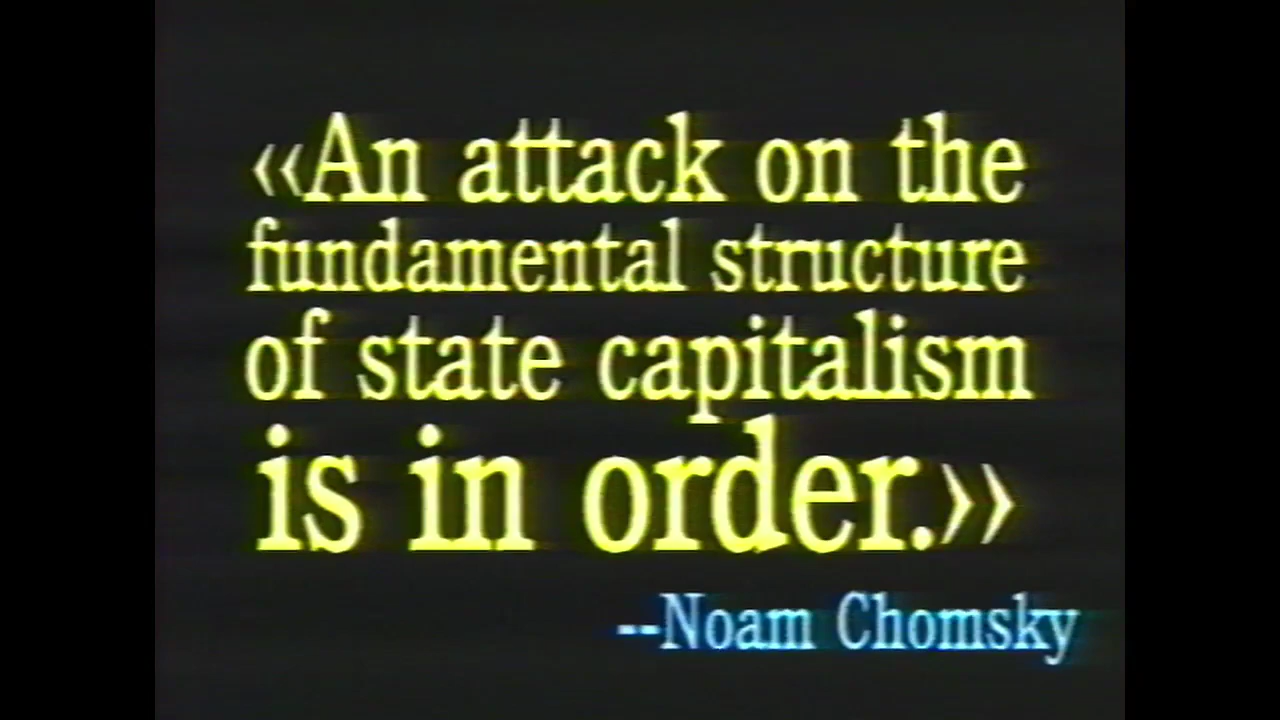 ‹‹An attack on the
fundamental structure
of state capitalism
is in order.››
--Noam Chomsky